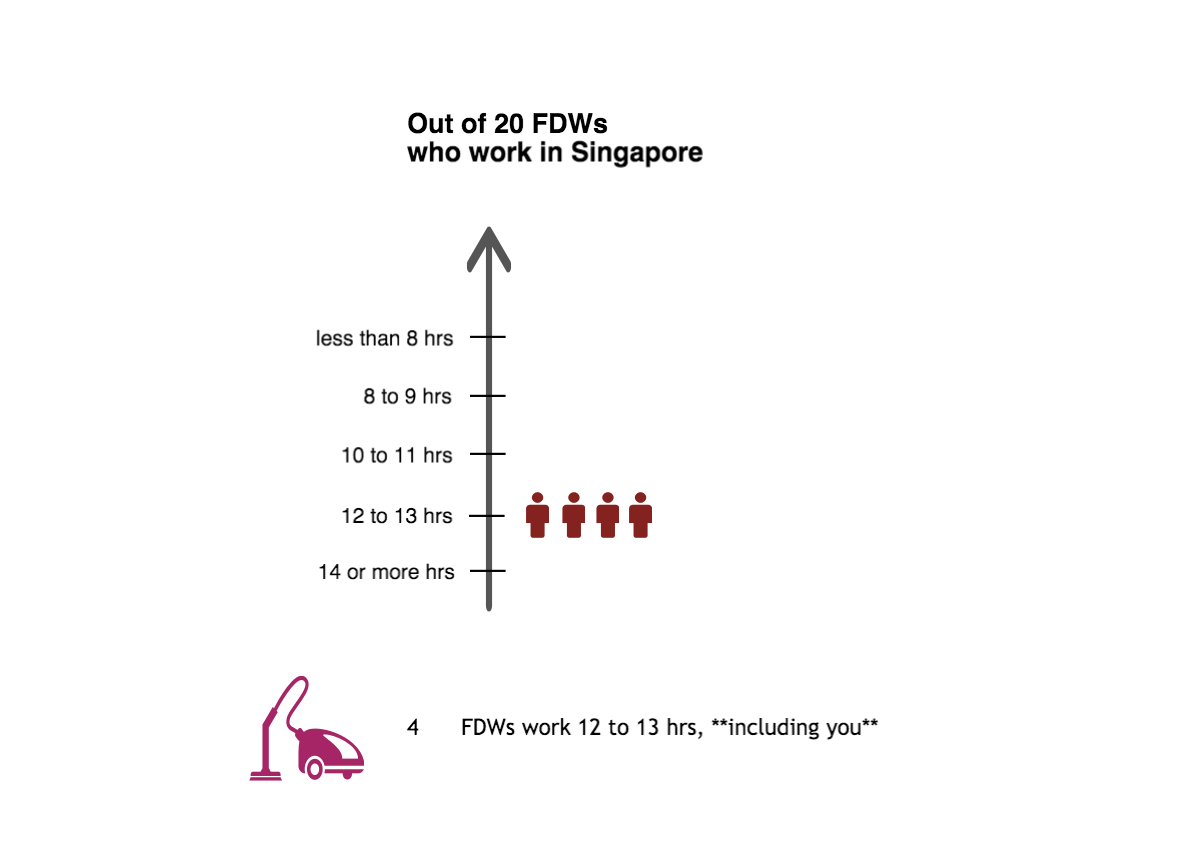 Out of 20 FDWs
who work in Singapore
less than 8 hrs
8 to 9 hrs
10 to 11 hrs
12 to 13 hrs
14 or more hrs
4 FDWs work 12 to 13 hrs, **including you**